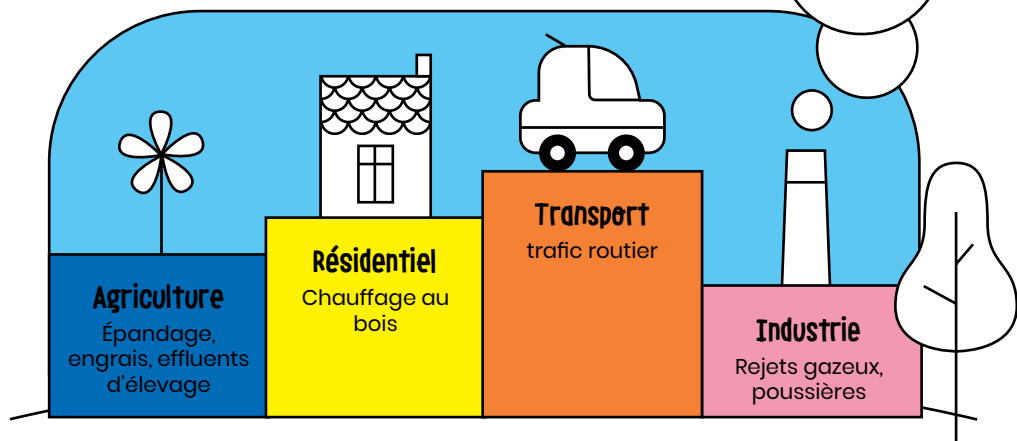 Agriculture
Épandage,
engrais, effluents
d’élevage
Résidentiel
Chauffage au
bois
Transport
trafic routier
Industrie
Rejets gazeux,
poussières